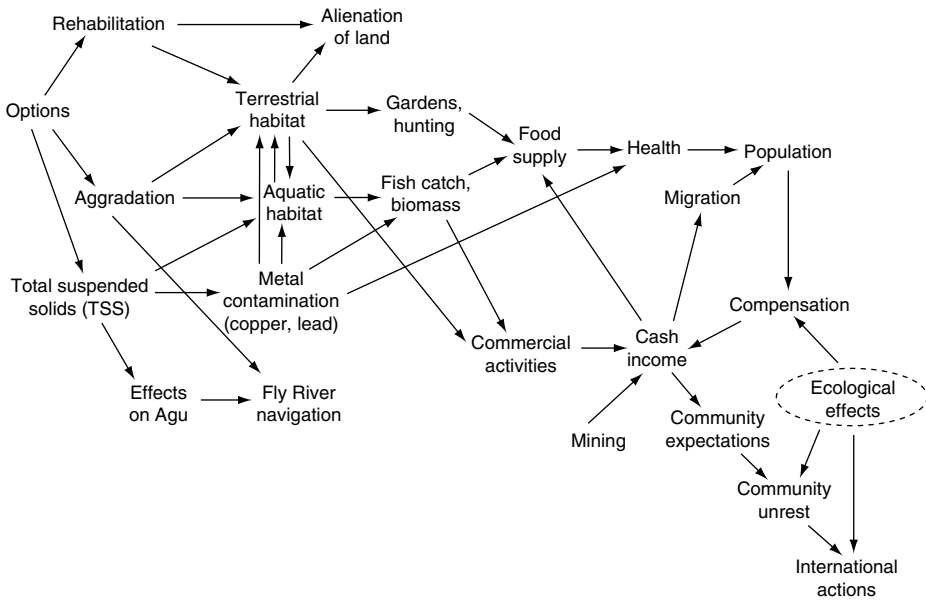 Rehabilitation
Alienation
of land
Options
Terrestrial
habitat
Gardens,
hunting
Food
supply
Health
Population
Aggradation
Aquatic
habitat
Fish catch,
biomass
Migration
Total suspended
solids (TSS)
Metal
contamination
(copper, lead)
Compensation
Commercial
activities
Cash
income
Effects
on Agu
Fly River
navigation
Ecological
effects
Mining
Community
expectations
Community
unrest
International
actions